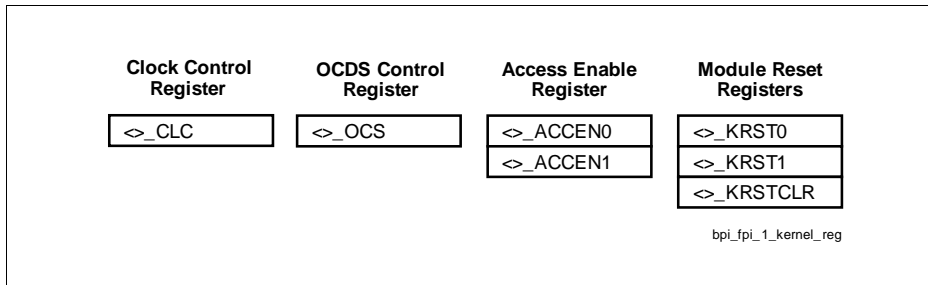 Clock Control
Register
<>_CLC
OCDS Control
Register
<>_OCS
Access Enable
Register
<>_ACCEN0
<>_ACCEN1
Module Reset
Registers
<>_KRST0
<>_KRST1
<>_KRSTCLR
bpi_fpi_1_kernel_reg